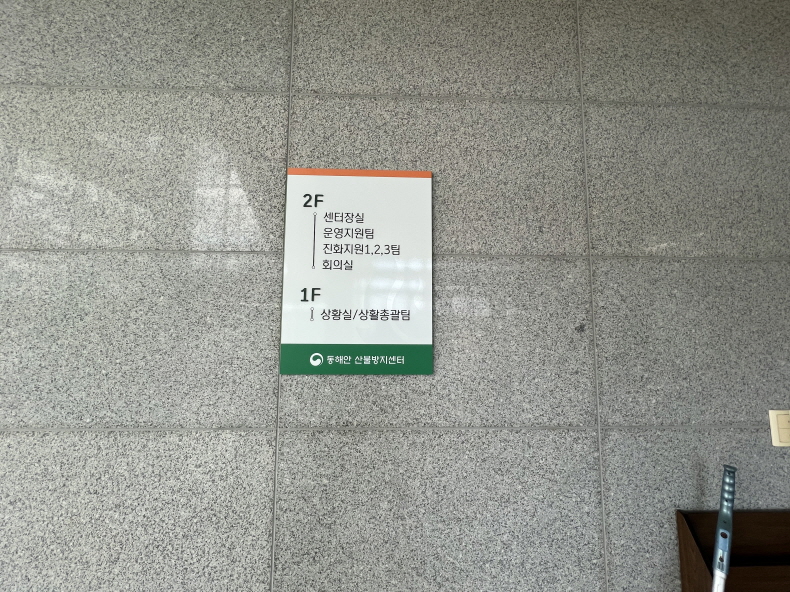 2F
센터장실
운영지원팀
진화지원1,2,3팀
회의실
1F
상황실/상활총괄팀
동해안 산불방지센터